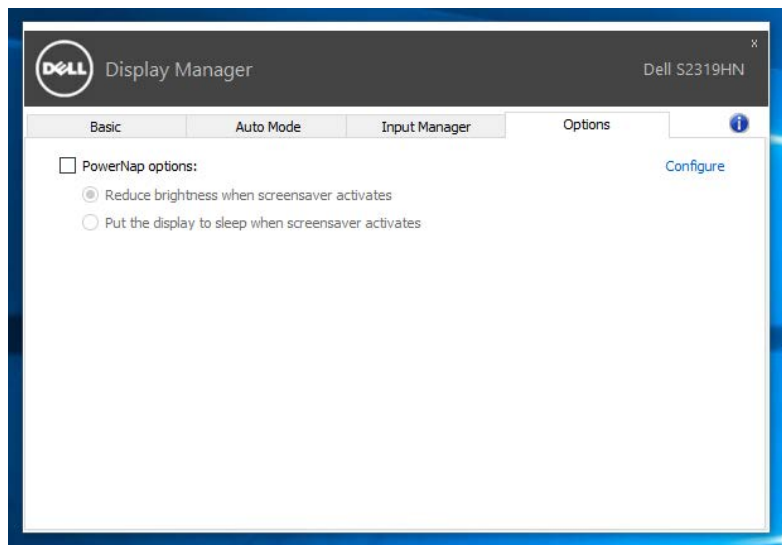 DELL Display Manager Dell S2319HN x
Basic Auto Mode Input Manager Options i
PowerNap options: Configure
Reduce brightness when screensaver activates
Put the display to sleep when screensaver activates